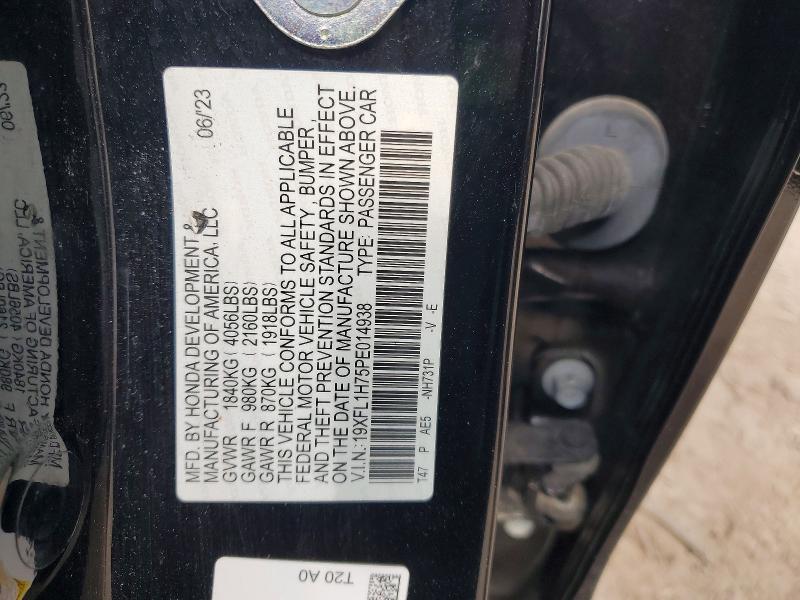 MFD. BY HONDA DEVELOPMENT &
MANUFACTURING OF AMERICA, LLC 06/'23
GVWR 1840KG ( 4056LBS)
GAWR F 980KG ( 2160LBS)
GAWR R 870KG ( 1918LBS)
THIS VEHICLE CONFORMS TO ALL APPLICABLE
FEDERAL MOTOR VEHICLE SAFETY, BUMPER,
AND THEFT PREVENTION STANDARDS IN EFFECT
ON THE DATE OF MANUFACTURE SHOWN ABOVE.
V.I.N.:19XFL1H75PE014938 TYPE: PASSENGER CAR
T47 P AE5 -NH731P -V -E
T20 A0